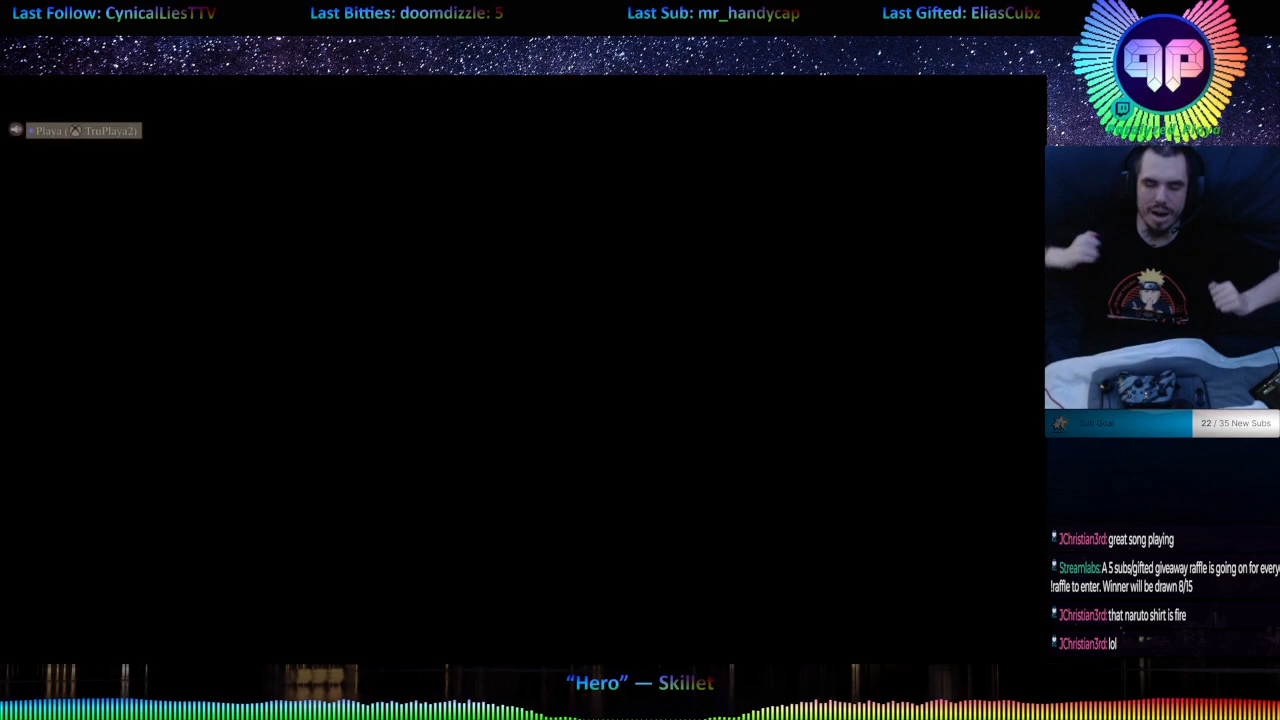 Last Follow: CynicalLiesTTV
Last Bitties: doomdizzle: 5
Last Sub: mr_handycap
Last Gifted: EliasCubz
Playa ( TruPlaya2)
Sub Goal
22 / 35 New Subs
JChristian3rd: great song playing
Streamlabs: A 5 subs/gifted giveaway raffle is going on for every
!raffle to enter. Winner will be drawn 8/15
JChristian3rd: that naruto shirt is fire
JChristian3rd: lol
“Hero” — Skillet